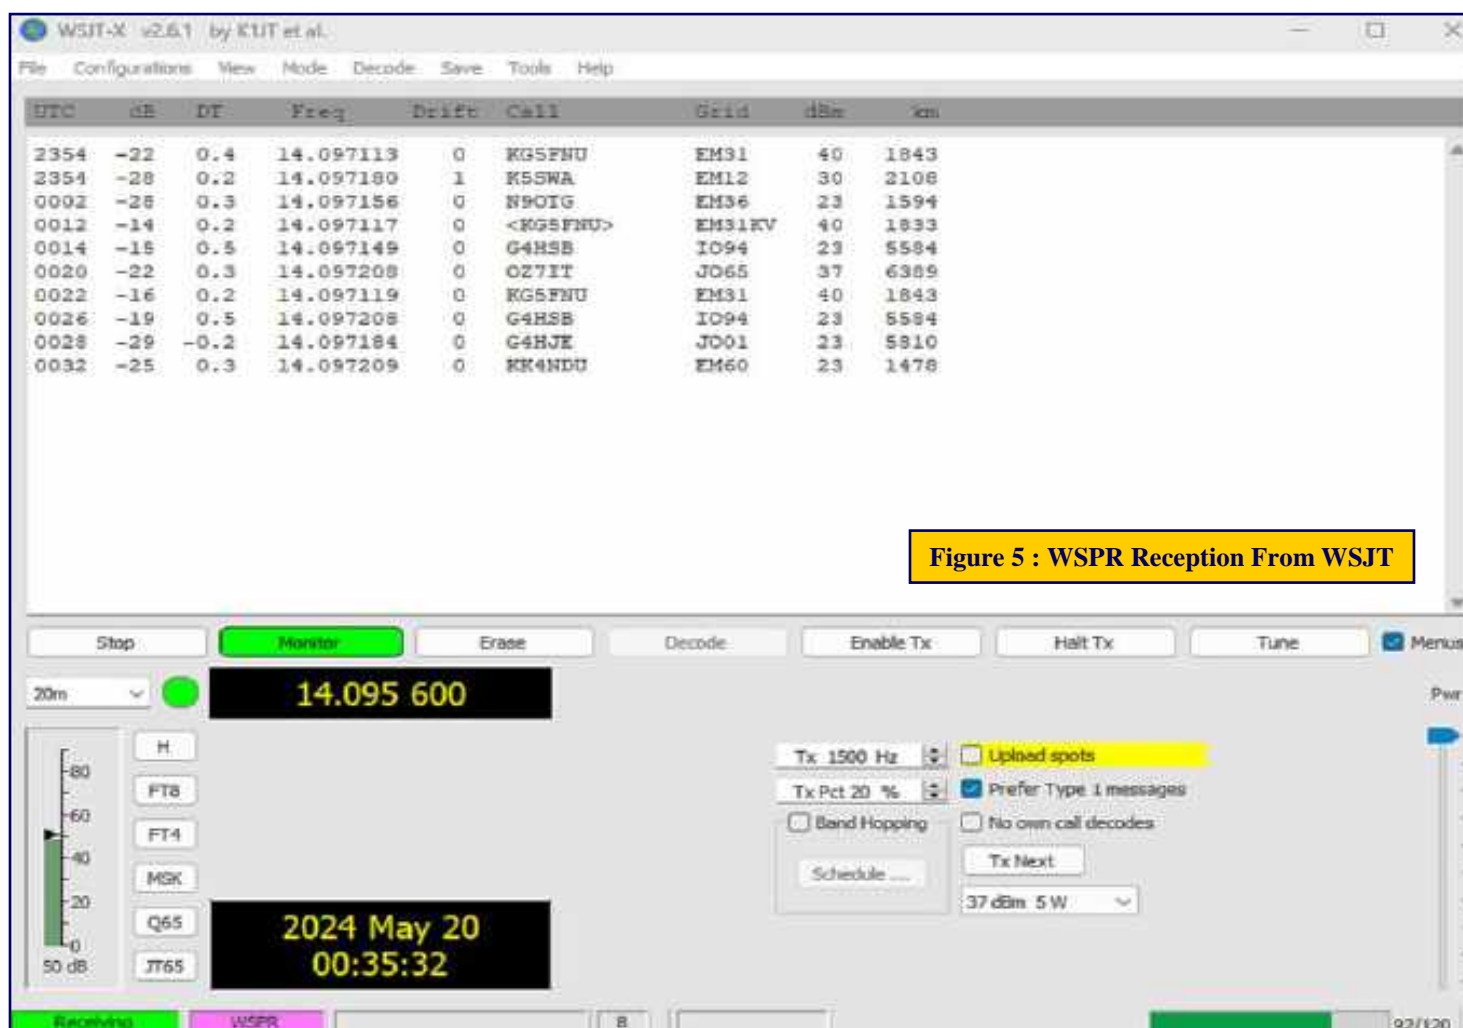 WSJT-X v2.6.1 by K1JT et al.
File Configurations View Mode Decode Save Tools Help
UTC dB DT Freq Drift Call Grid dBm km
2354 -22 0.4 14.097113 0 KG5FNU EM31 40 1843
2354 -28 0.2 14.097180 1 K5SWA EM12 30 2108
0002 -28 0.3 14.097156 0 N9OTG EM36 23 1594
0012 -14 0.2 14.097117 0 <KG5FNU> EM31KV 40 1833
0014 -15 0.5 14.097149 0 G4HSB IO94 23 5584
0020 -22 0.3 14.097208 0 OZ7IT JO65 37 6389
0022 -16 0.2 14.097119 0 KG5FNU EM31 40 1843
0026 -19 0.5 14.097208 0 G4HSB IO94 23 5584
0028 -29 -0.2 14.097184 0 G4HJE JO01 23 5810
0032 -25 0.3 14.097209 0 KK4NDU EM60 23 1478
Figure 5 : WSPR Reception From WSJT
Stop Monitor Erase Decode Enable Tx Halt Tx Tune Menus
20m 14.095 600 Pwr
H Tx 1500 Hz Upload spots
-80
FT8 Tx Pct 20 % Prefer Type 1 messages
-60
FT4 Band Hopping No own call decodes
-40
MSK Schedule .... Tx Next
-20
Q65 2024 May 20 37 dBm 5 W
-0
50 dB JT65 00:35:32
Receiving WSPR 8 92/120